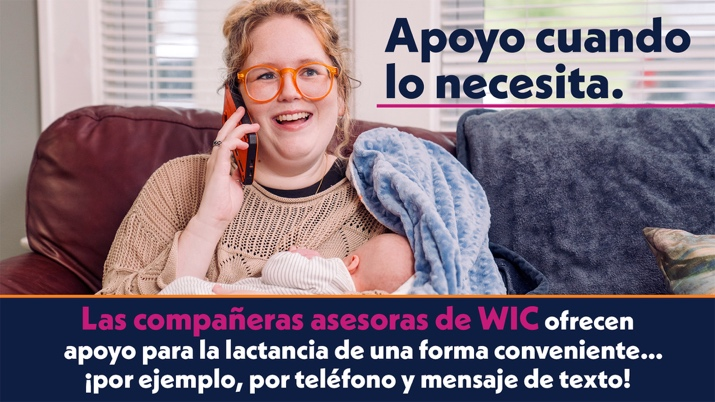 Apoyo cuando
lo necesita.
Las compañeras asesoras de WIC ofrecen
apoyo para la lactancia de una forma conveniente...
¡por ejemplo, por teléfono y mensaje de texto!